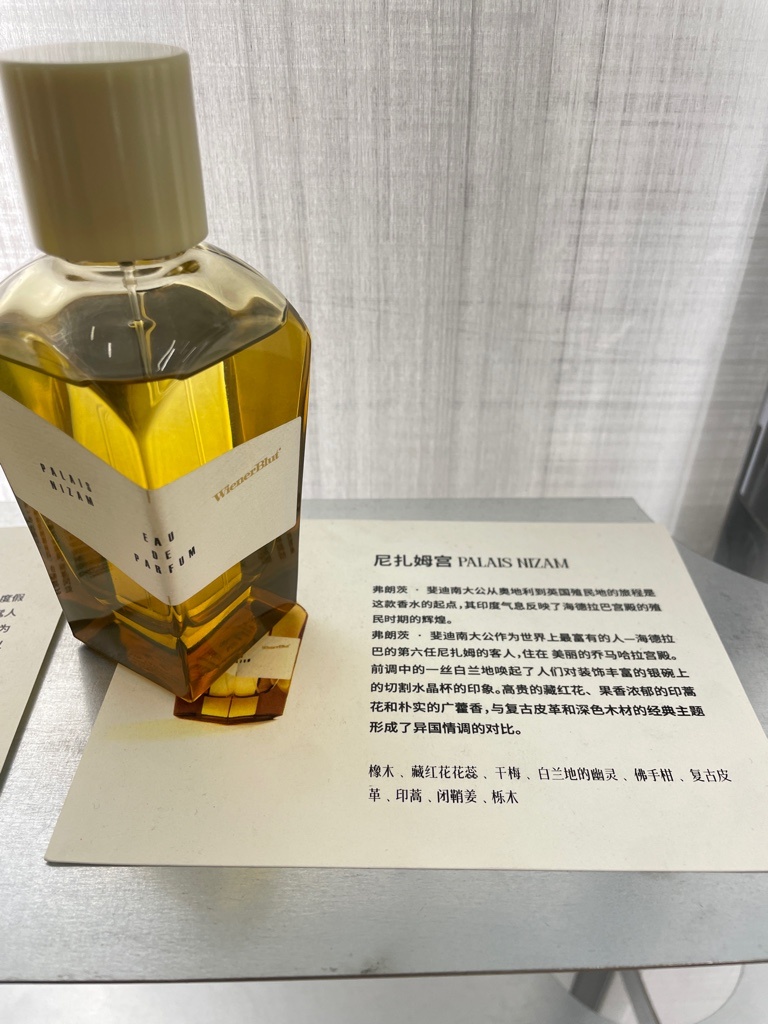 PALAIS
NIZAM
WienerBlut
EAU
DE
PARFUM
度假
为
尼扎姆宫 PALAIS NIZAM
弗朗茨 · 斐迪南大公从奥地利到英国殖民地的旅程是
这款香水的起点，其印度气息反映了海德拉巴宫殿的殖
民时期的辉煌。
弗朗茨 · 斐迪南大公作为世界上最富有的人—海德拉
巴的第六任尼扎姆的客人，住在 美丽的乔马哈拉宫殿。
前调中的一丝白兰地唤起了人们对装饰丰富的银碗上
的切割水晶杯的印象。高贵的藏红花、果香浓郁的印蒿
花和朴实的广藿香，与复古皮革和深色木材的经典主题
形成了异国情调的对比。
橡木 、藏红花花蕊 、干梅 、白兰地的幽灵 、佛手柑 、复古皮
革 、印蒿 、闭鞘姜 、栎木